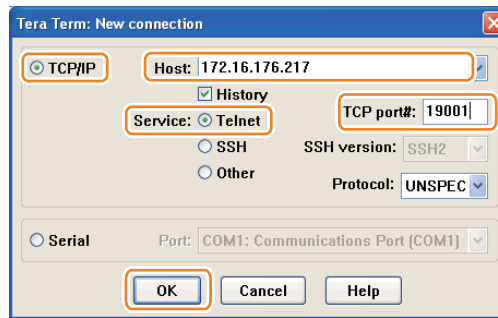 Tera Term: New connection
TCP/IP Host: 172.16.176.217
History
Service: Telnet TCP port#: 19001
SSH SSH version: SSH2
Other Protocol: UNSPEC
Serial Port: COM1: Communications Port (COM1)
OK Cancel Help